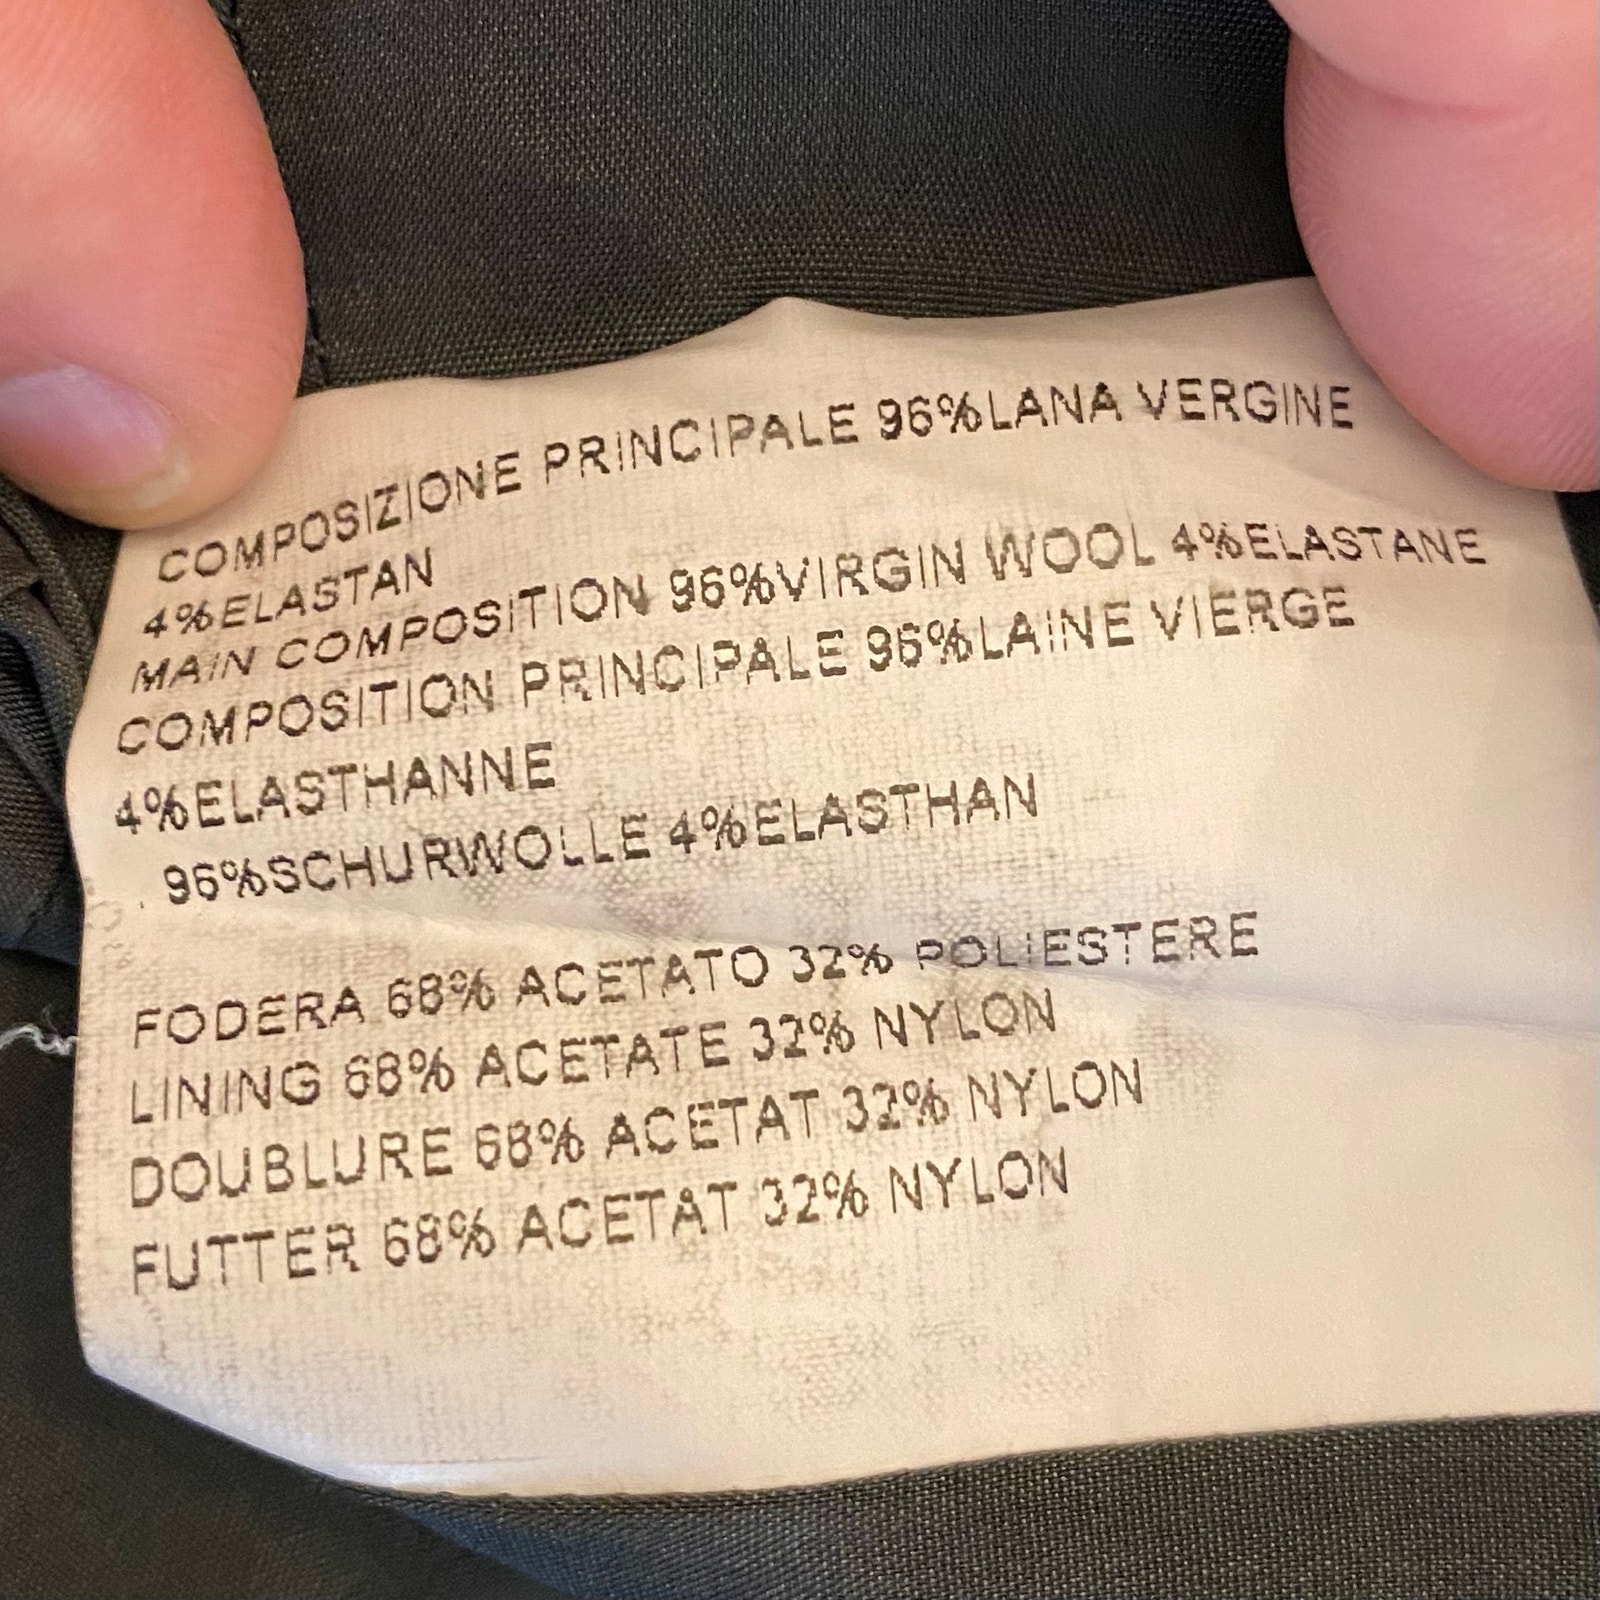 COMPOSIZIONE PRINCIPALE 96%LANA VERGINE
4%ELASTAN
MAIN COMPOSITION 96%VIRGIN WOOL 4%ELASTANE
COMPOSITION PRINCIPALE 96%LAINE VIERGE
4%ELASTHANNE
96%SCHURWOLLE 4%ELASTHAN
FODERA 68% ACETATO 32% POLIESTERE
LINING 68% ACETATE 32% NYLON
DOUBLURE 68% ACETAT 32% NYLON
FUTTER 68% ACETAT 32% NYLON